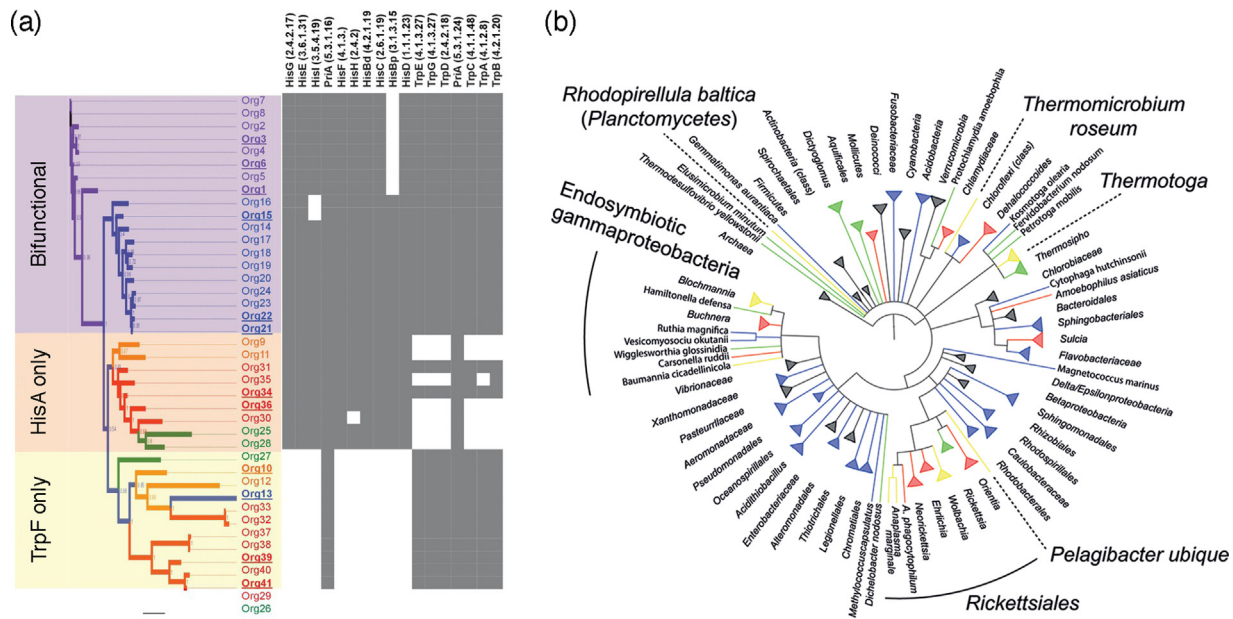 (a)
HisG (2.4.2.17)
HisE (3.6.1.31)
HisI (3.5.4.19)
PriA (5.3.1.16)
HisF (4.1.3.)
HisH (2.4.2)
HisBd (4.2.1.19
HisC (2.6.1.19)
HisBp (3.1.3.15
HisD (1.1.1.23)
TrpE (4.1.3.27)
TrpG (4.1.3.27)
TrpD (2.4.2.18)
PriA (5.3.1.24)
TrpC (4.1.1.48)
TrpA (4.1.2.8)
TrpB (4.2.1.20)
Bifunctional
HisA only
TrpF only
Org7
Org8
Org2
Org3
Org4
Org6
Org5
Org1
Org16
Org15
Org14
Org17
Org18
Org19
Org20
Org24
Org23
Org22
Org21
Org9
Org11
Org31
Org35
Org34
Org36
Org30
Org25
Org28
Org27
Org10
Org12
Org13
Org33
Org32
Org37
Org38
Org39
Org40
Org41
Org29
Org26
(b)
Rhodopirellula baltica
(Planctomycetes)
Thermomicrobium
roseum
Thermotoga
Endosymbiotic
gammaproteobacteria
Pelagibacter ubique
Rickettsiales
Archaea
Thermodesulfovibrio yellowstonii
Elusimicrobium minutum
Gemmatimonas aurantiaca
Firmicutes
Spirochaetales
Actinobacteria (class)
Dictyoglomus
Aquificales
Mollicutes
Deinococci
Fusobacteriaceae
Cyanobacteria
Acidobacteria
Verrucomicrobia
Protochlamydia amoebophila
Chlamydiaceae
Chloroflexi (class)
Dehalococcoides
Kosmotoga olearia
Fervidobacterium nodosum
Petrotoga mobilis
Thermosipho
Chlorobiaceae
Cytophaga hutchinsonii
Amoebophilus asiaticus
Bacteroidales
Sphingobacteriales
Sulcia
Flavobacteriaceae
Magnetococcus marinus
Delta/Epsilonproteobacteria
Betaproteobacteria
Sphingomonadales
Rhizobiales
Rhodospirillales
Caulobacteraceae
Rhodobacterales
Orientia
Rickettsia
Wolbachia
Ehrlichia
Neorickettsia
A. phagocytophilum
Anaplasma
marginale
Dichelobacter nodosus
Methylococcuscapsulatus
Chromatiales
Legionellales
Thiotrichales
Alteromonadales
Enterobacteriaceae
Acidithiobacillus
Oceanospirillales
Pseudomonadales
Aeromonadaceae
Pasteurillaceae
Xanthomonadaceae
Vibrionaceae
Baumannia cicadellinicola
Carsonella ruddii
Wigglesworthia glossinidia
Vesicomyosociu okutanii
Ruthia magnifica
Buchnera
Hamiltonella defensa
Blochmannia